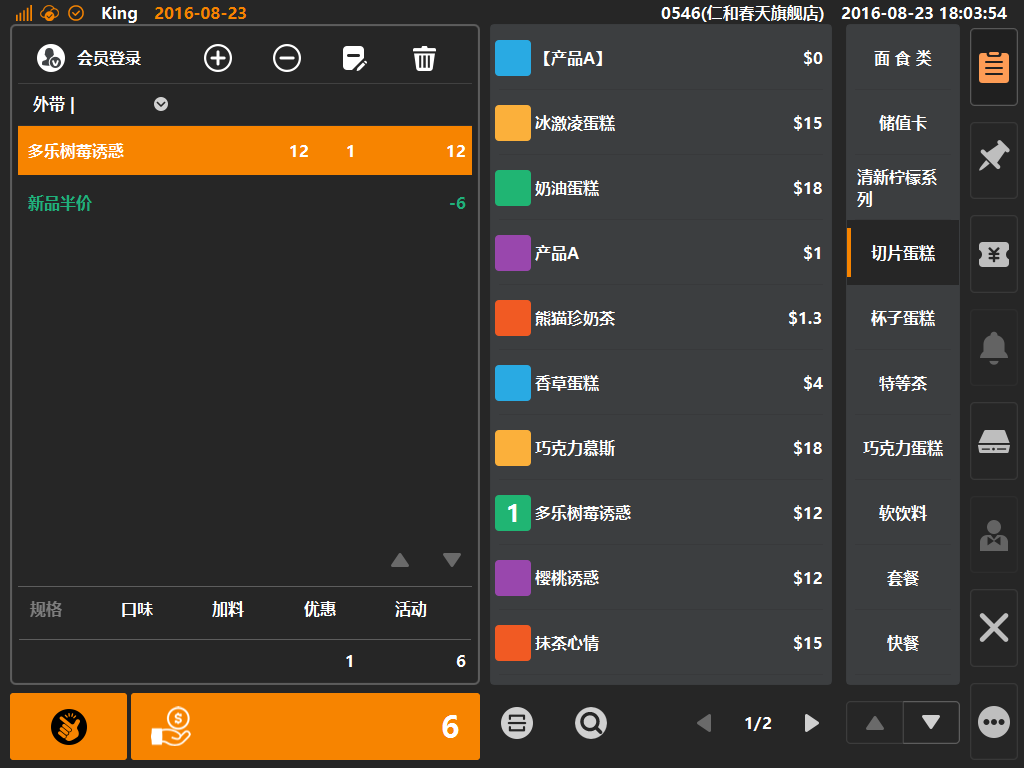 King 2016-08-23
0546(仁和春天旗舰店) 2016-08-23 18:03:54
会员登录
外带 |
多乐树莓诱惑 12 1 12
新品半价 -6
规格 口味 加料 优惠 活动
1 6
$ 6
【产品A】 $0
冰激凌蛋糕 $15
奶油蛋糕 $18
产品A $1
熊猫珍奶茶 $1.3
香草蛋糕 $4
巧克力慕斯 $18
1 多乐树莓诱惑 $12
樱桃诱惑 $12
抹茶心情 $15
1/2
面 食 类
储值卡
清新柠檬系
列
切片蛋糕
杯子蛋糕
特等茶
巧克力蛋糕
软饮料
套餐
快餐
¥